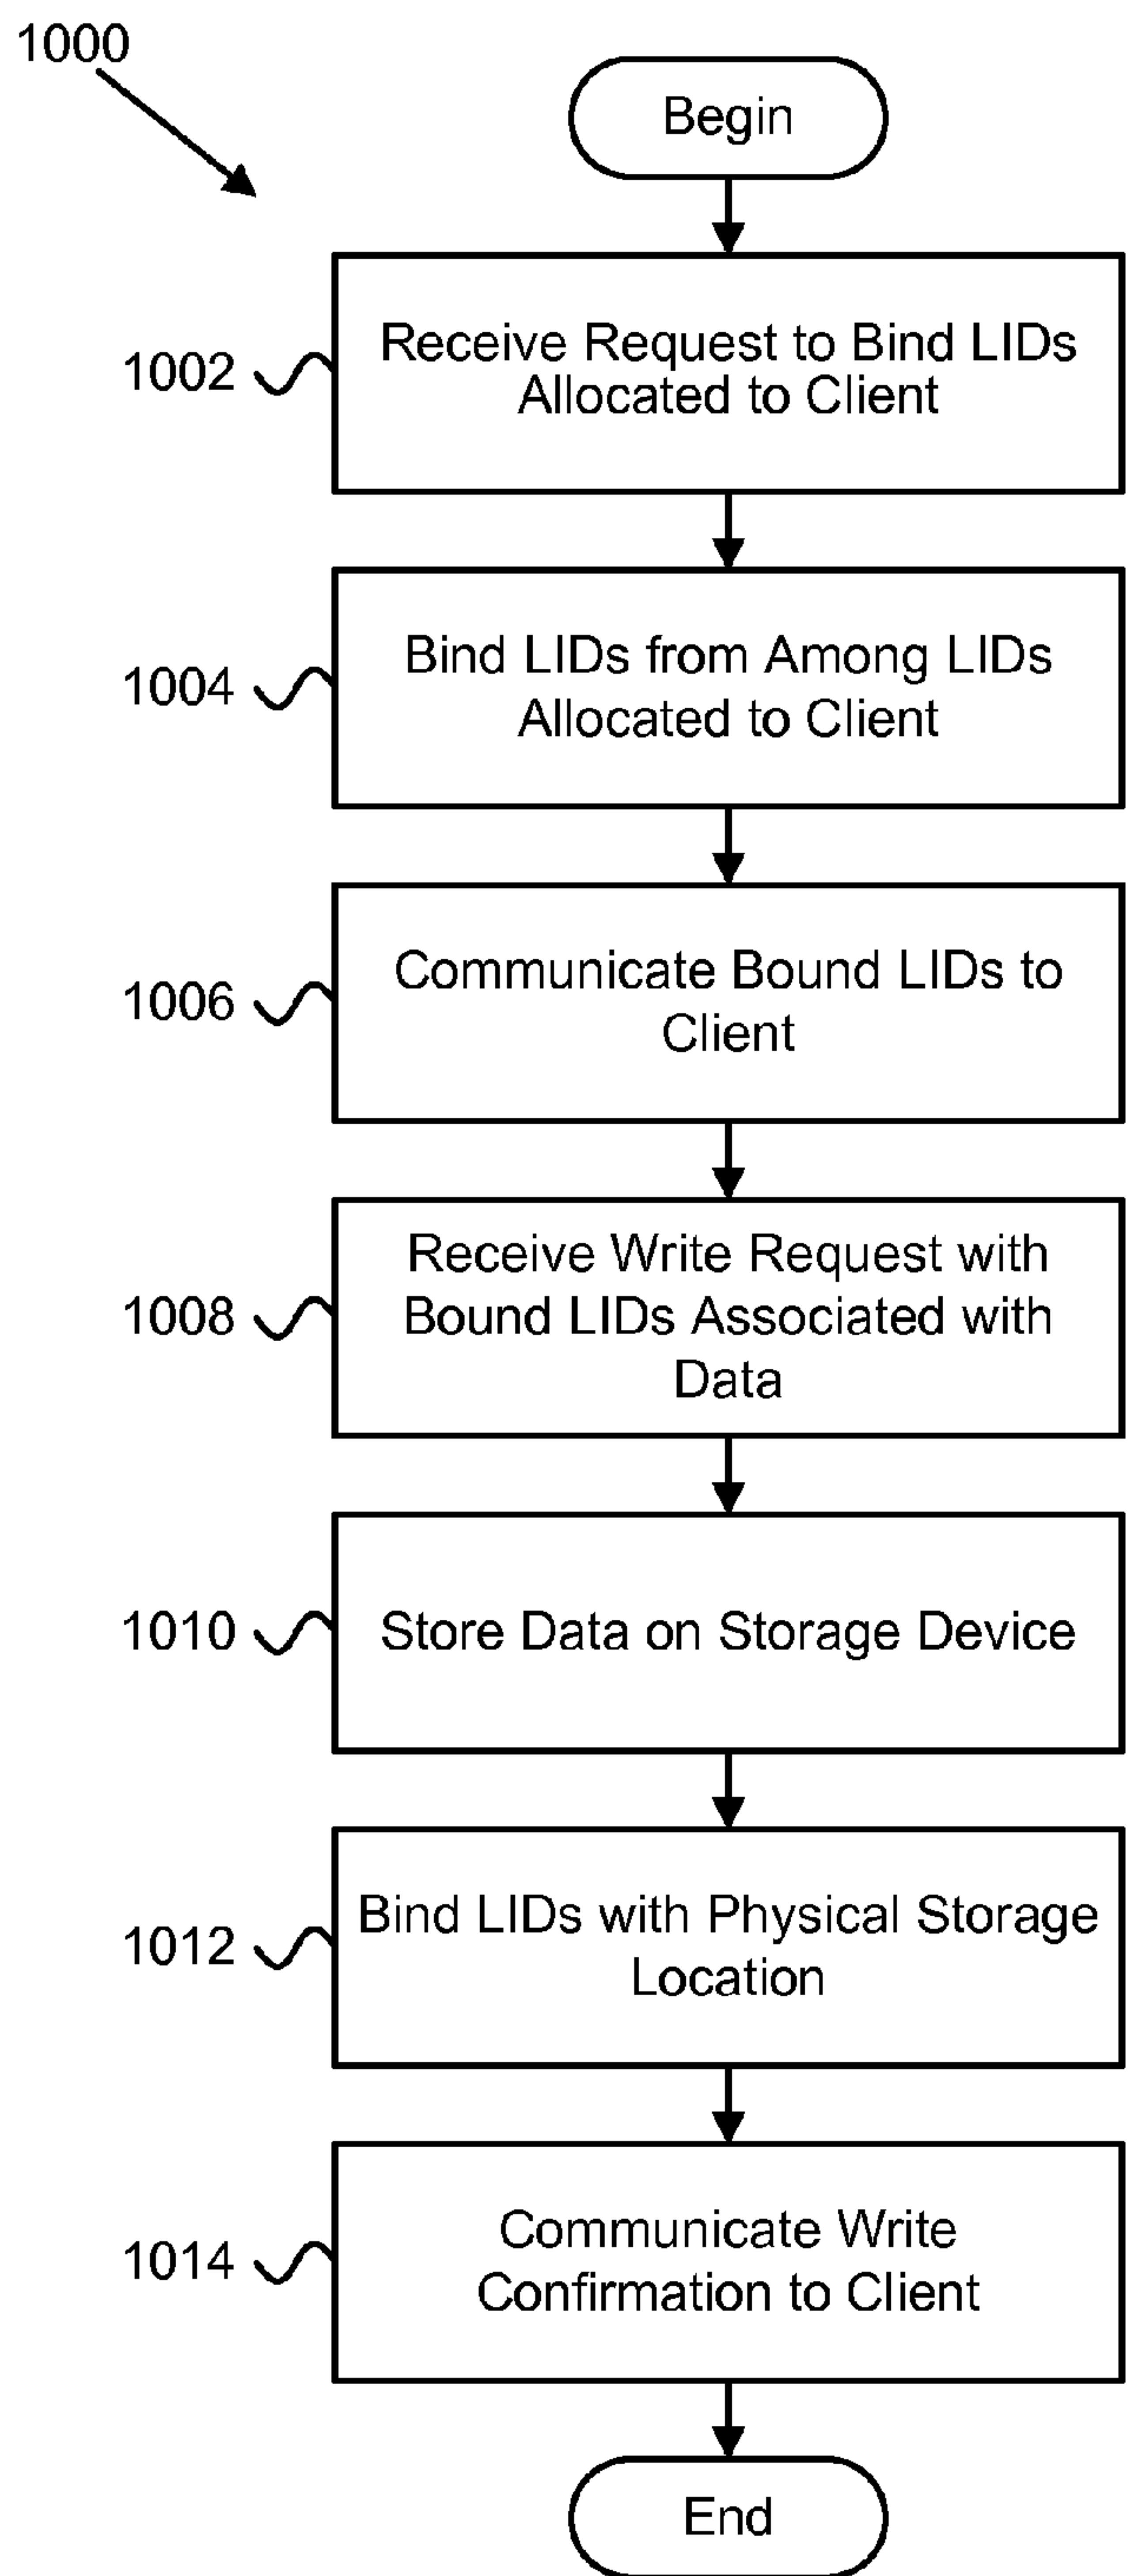 1000
Begin
1002
Receive Request to Bind LIDs
Allocated to Client
1004
Bind LIDs from Among LIDs
Allocated to Client
1006
Communicate Bound LIDs to
Client
1008
Receive Write Request with
Bound LIDs Associated with
Data
1010
Store Data on Storage Device
1012
Bind LIDs with Physical Storage
Location
1014
Communicate Write
Confirmation to Client
End